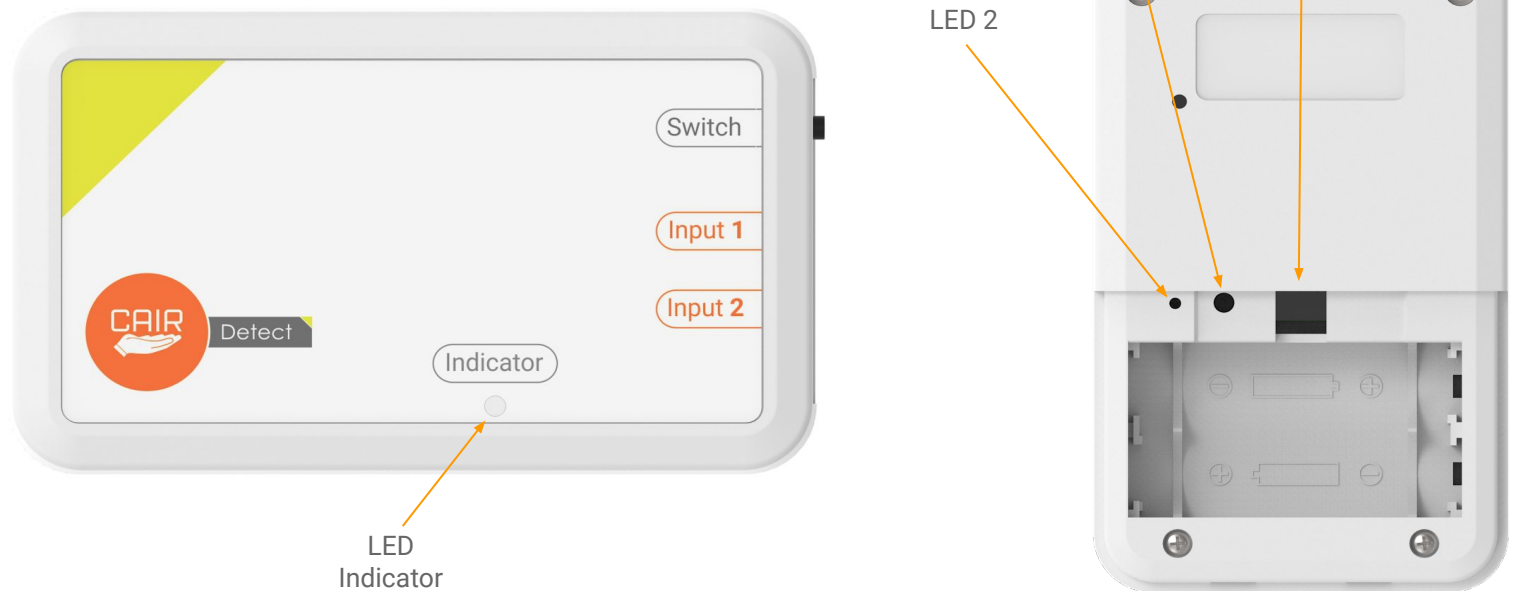 LED 2
Switch
Input 1
Input 2
CAIR
Detect
Indicator
LED
Indicator